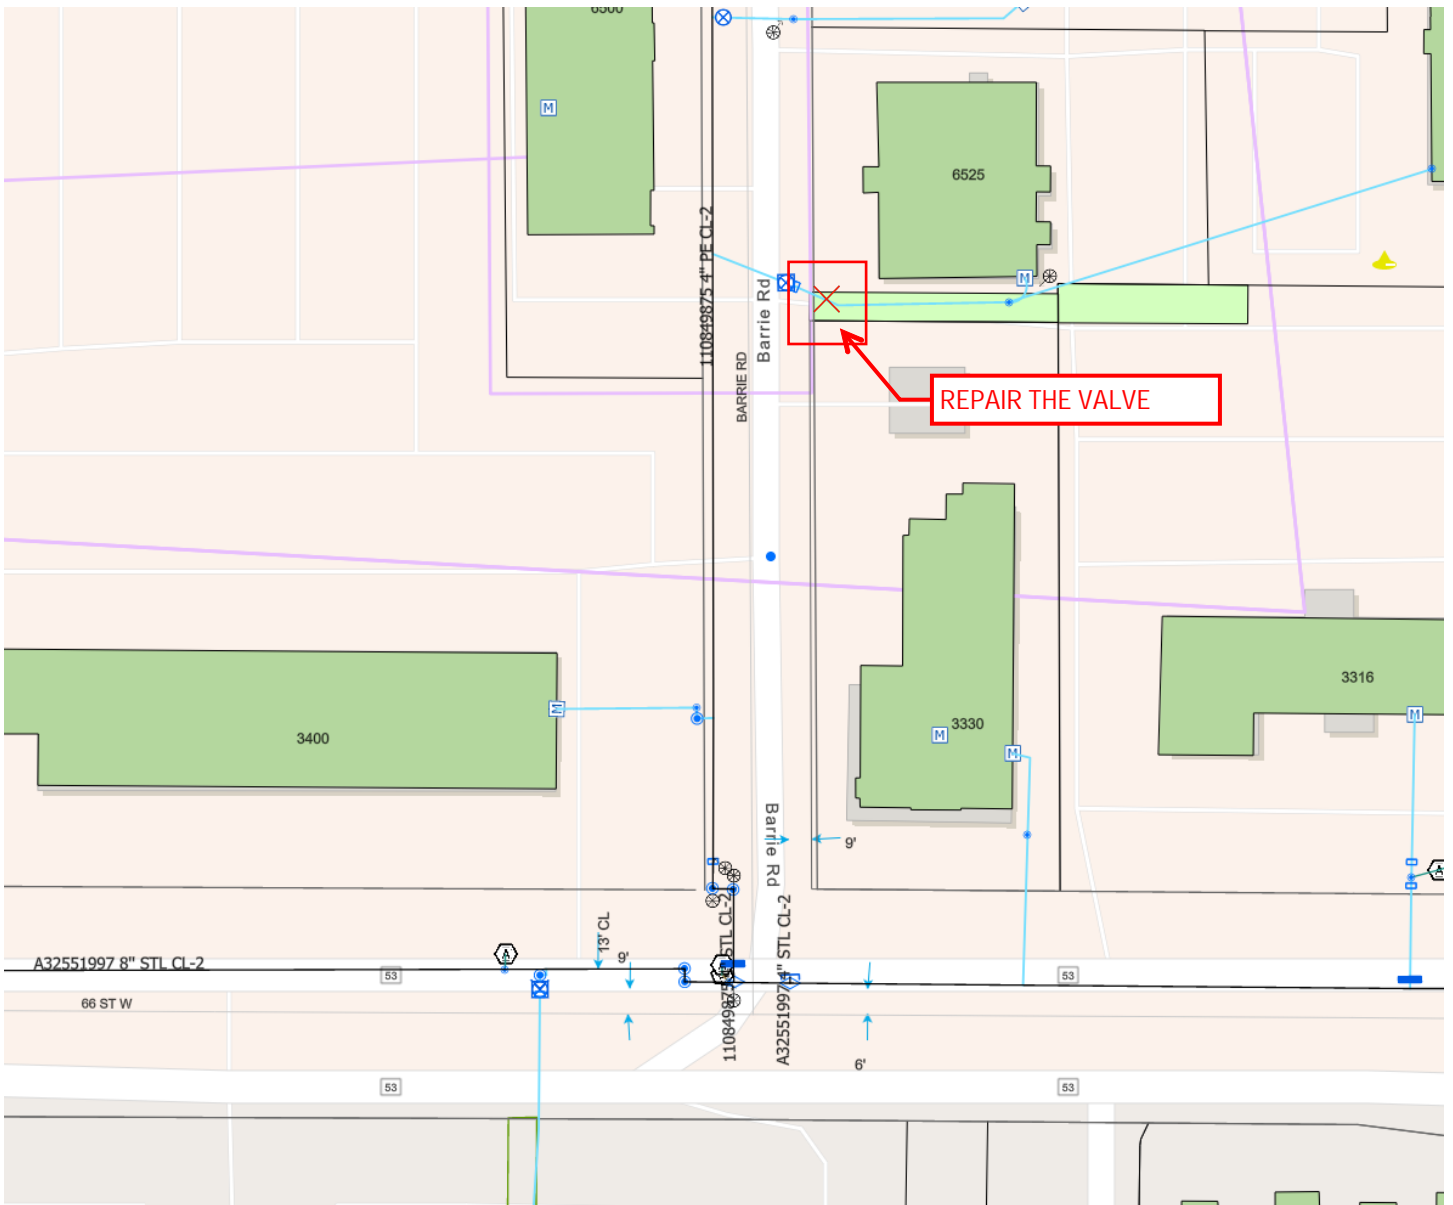 6500
M
6525
M
110849875 4" PE CL-2
Barrie Rd
BARRIE RD
REPAIR THE VALVE
M
3400
M
3330
M
3316
M
Barrie Rd
9'
A
13' CL
9'
A
A32551997 8" STL CL-2
STL CL-2
110849875
A32551997 4" STL CL-2
53
53
66 ST W
6'
53
53